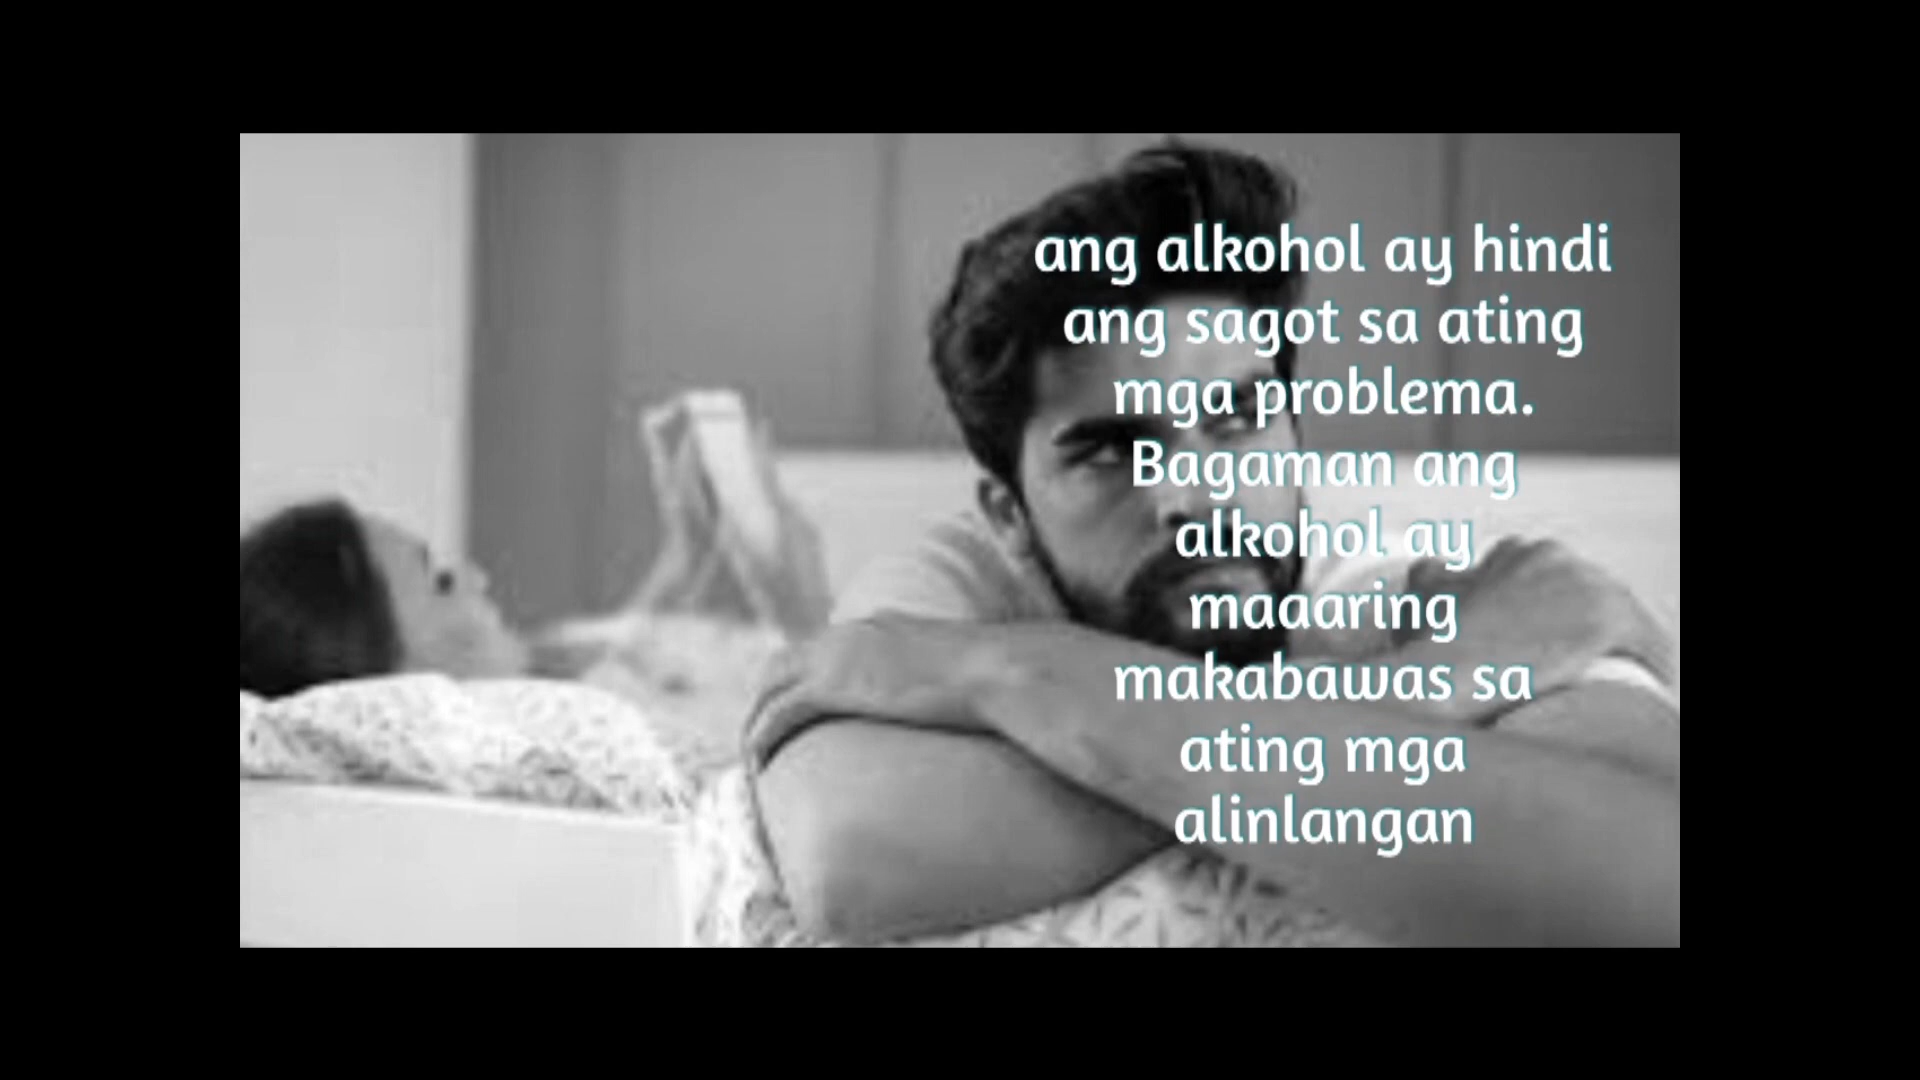 ang alkohol ay hindi
ang sagot sa ating
mga problema.
Bagaman ang
alkohol ay
maaaring
makabawas sa
ating mga
alinlangan